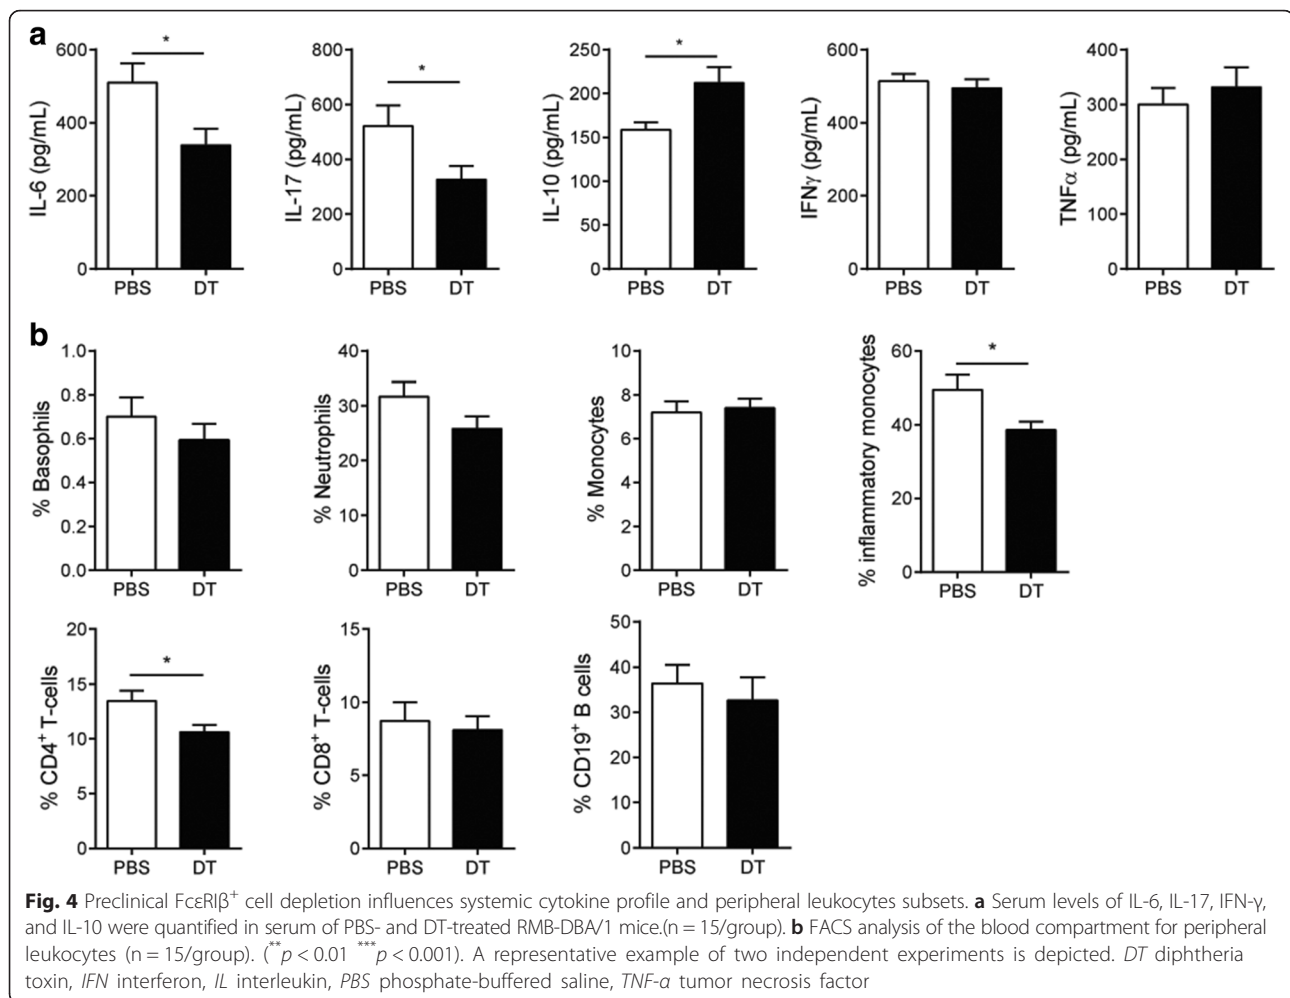 a
600
400
200
0
IL-6 (pg/mL)
*
PBS DT
800
600
400
200
0
IL-17 (pg/mL)
*
PBS DT
250
200
150
100
50
0
IL-10 (pg/mL)
*
PBS DT
600
400
200
0
IFNγ (pg/mL)
PBS DT
400
300
200
100
0
TNFα (pg/mL)
PBS DT
b
1.0
0.8
0.6
0.4
0.2
0.0
% Basophils
PBS DT
40
30
20
10
0
% Neutrophils
PBS DT
10
8
6
4
2
0
% Monocytes
PBS DT
60
40
20
0
% inflammatory monocytes
*
PBS DT
20
15
10
5
0
% CD4+ T-cells
*
PBS DT
15
10
5
0
% CD8+ T-cells
PBS DT
50
40
30
20
10
0
% CD19+ B cells
PBS DT
Fig. 4 Preclinical FcεRIβ+ cell depletion influences systemic cytokine profile and peripheral leukocytes subsets. a Serum levels of IL-6, IL-17, IFN-γ,
and IL-10 were quantified in serum of PBS- and DT-treated RMB-DBA/1 mice.(n = 15/group). b FACS analysis of the blood compartment for peripheral
leukocytes (n = 15/group). (**p < 0.01 ***p < 0.001). A representative example of two independent experiments is depicted. DT diphtheria
toxin, IFN interferon, IL interleukin, PBS phosphate-buffered saline, TNF-α tumor necrosis factor